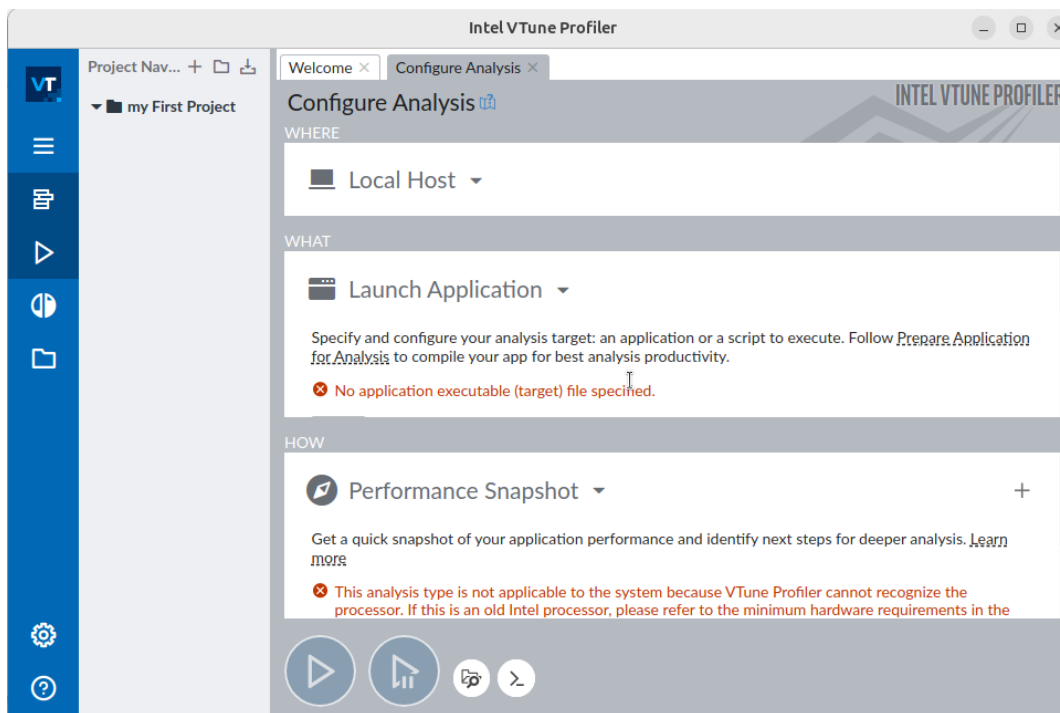 Intel VTune Profiler
VT
Project Nav...
my First Project
Welcome
Configure Analysis
Configure Analysis
INTEL VTUNE PROFILER
WHERE
Local Host
WHAT
Launch Application
Specify and configure your analysis target: an application or a script to execute. Follow Prepare Application
for Analysis to compile your app for best analysis productivity.
No application executable (target) file specified.
HOW
Performance Snapshot
Get a quick snapshot of your application performance and identify next steps for deeper analysis. Learn
more
This analysis type is not applicable to the system because VTune Profiler cannot recognize the
processor. If this is an old Intel processor, please refer to the minimum hardware requirements in the